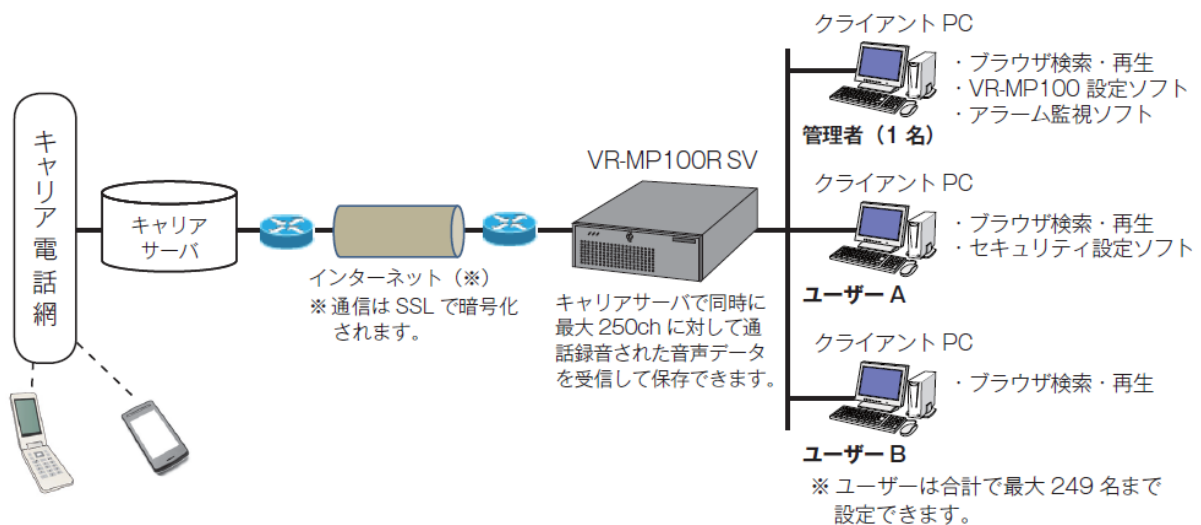 キャリア電話網
キャリア
サーバ
インターネット（※）
※ 通信は SSL で暗号化
されます。
VR-MP100R SV
キャリアサーバで同時に
最大 250ch に対して通
話録音された音声データ
を受信して保存できます。
クライアント PC
・ブラウザ検索・再生
・VR-MP100 設定ソフト
・アラーム監視ソフト
管理者（1 名）
クライアント PC
・ブラウザ検索・再生
・セキュリティ設定ソフト
ユーザー A
クライアント PC
・ブラウザ検索・再生
ユーザー B
※ ユーザーは合計で最大 249 名まで
設定できます。